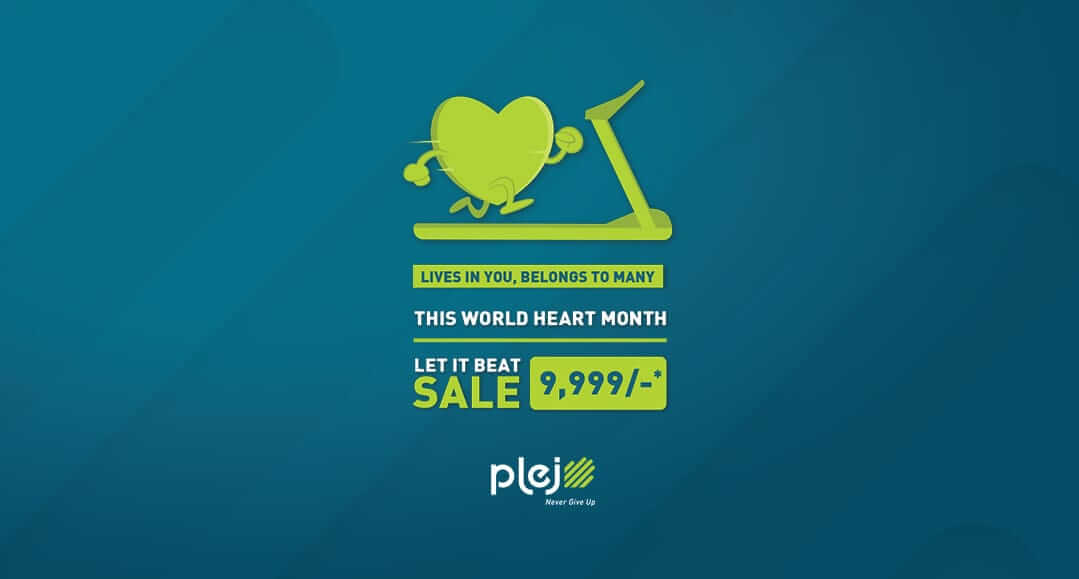 LIVES IN YOU, BELONGS TO MANY
THIS WORLD HEART MONTH
LET IT BEAT
SALE 9,999/-*
plej
Never Give Up